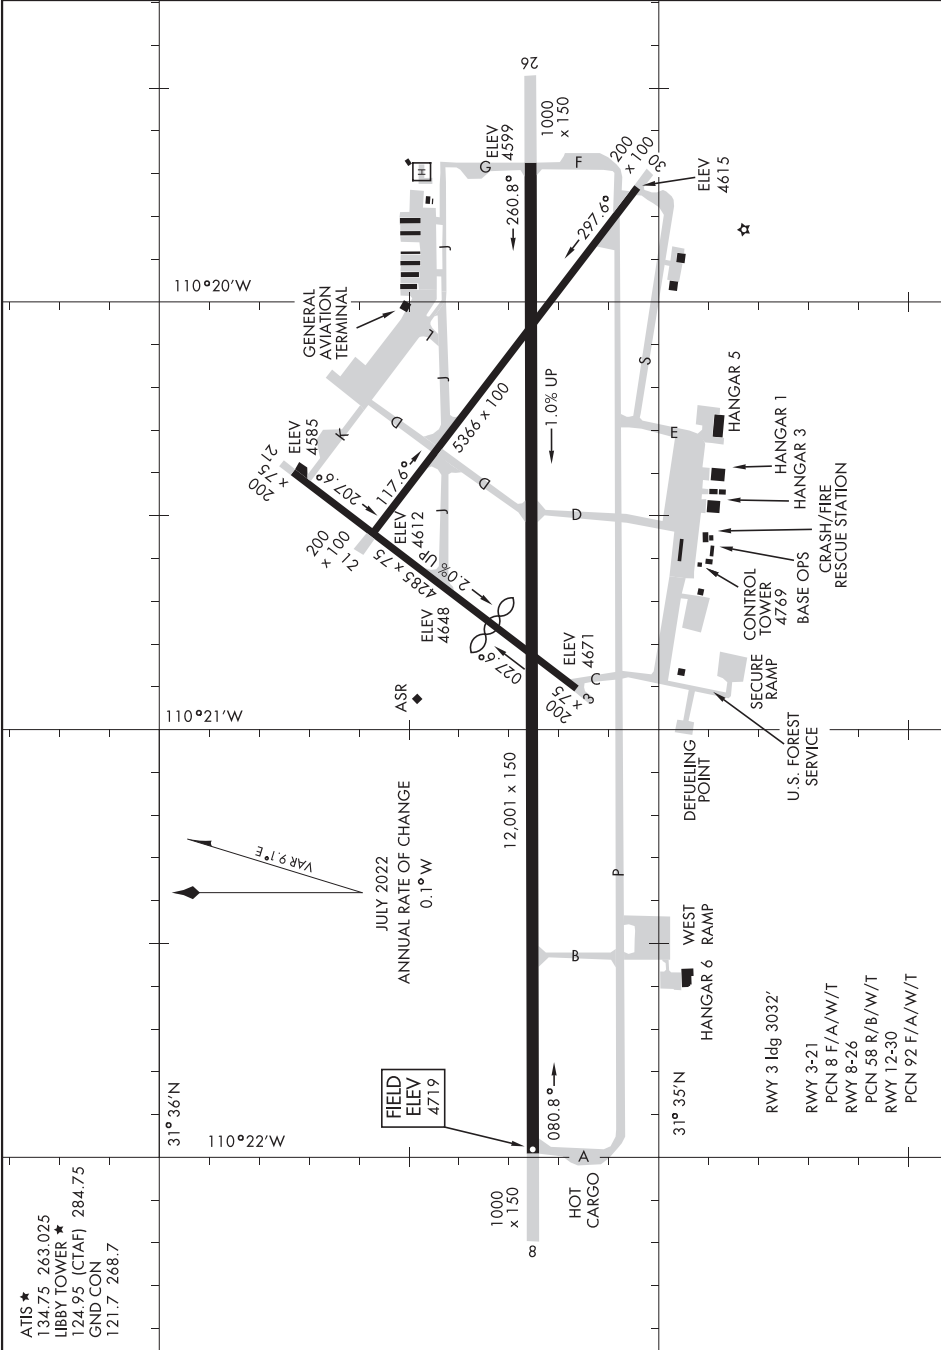 ATIS ★
134.75 263.025
LIBBY TOWER ★
124.95 (CTAF) 284.75
GND CON
121.7 268.7
31°36'N
110°22'W
110°21'W
110°20'W
31°35'N
JULY 2022
ANNUAL RATE OF CHANGE
0.1° W
VAR 9.1° E
FIELD
ELEV
4719
8
1000
x 150
080.8°
A
HOT
CARGO
B
P
12,001 x 150
HANGAR 6
WEST
RAMP
ASR
3
200
x 75
ELEV
4671
C
027.6°
ELEV
4648
4285 x 75
2.0% UP
207.6°
21
200
x 75
ELEV
4585
12
200
x 100
ELEV
4612
117.6°
5366 x 100
297.6°
30
200
x 100
ELEV
4615
1.0% UP
260.8°
ELEV
4599
26
1000
x 150
G
F
H
J
J
J
L
K
D
D
D
E
S
GENERAL
AVIATION
TERMINAL
DEFUELING
POINT
U.S. FOREST
SERVICE
SECURE
RAMP
CONTROL
TOWER
4769
BASE OPS
CRASH/FIRE
RESCUE STATION
HANGAR 3
HANGAR 1
HANGAR 5
RWY 3 ldg 3032'
RWY 3-21
PCN 8 F/A/W/T
RWY 8-26
PCN 58 R/B/W/T
RWY 12-30
PCN 92 F/A/W/T